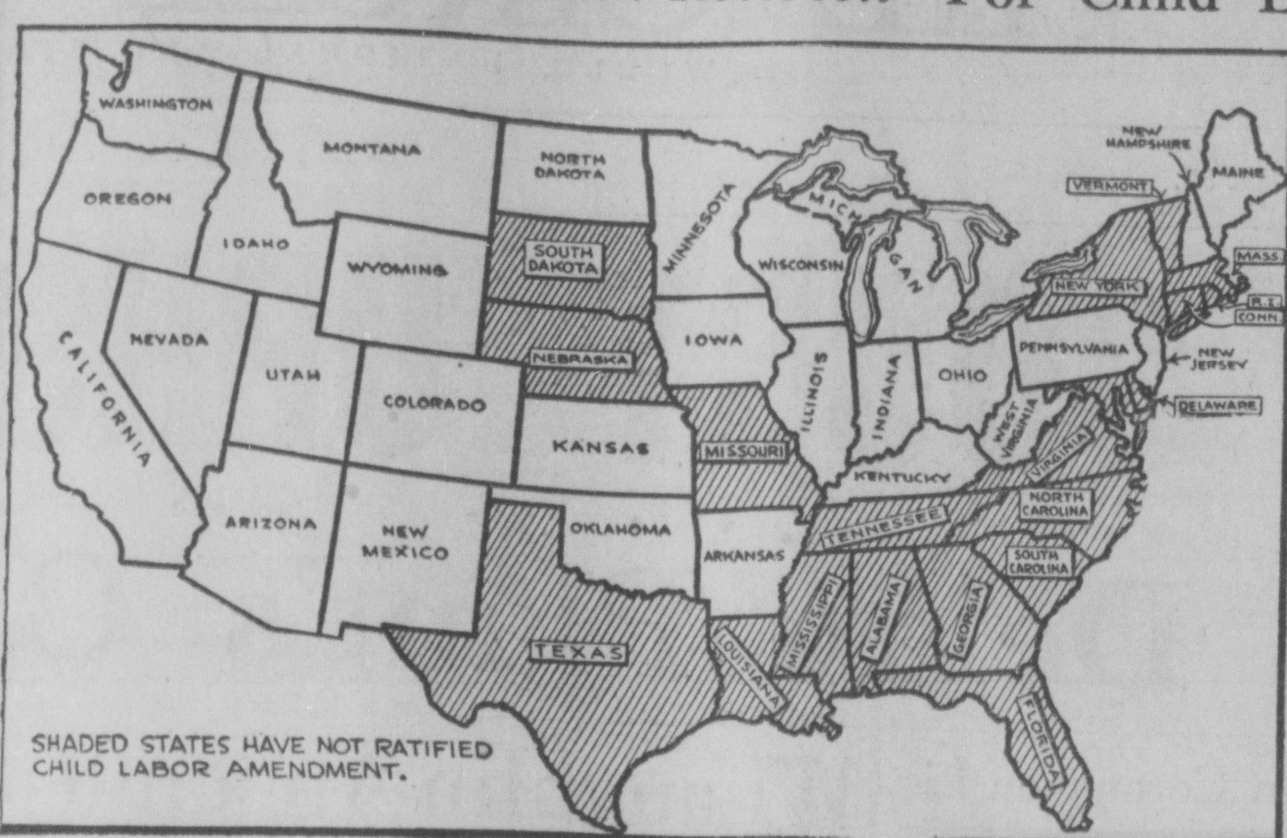 For Child
WASHINGTON
MONTANA
NORTH
DAKOTA
MINNESOTA
NEW
HAMPSHIRE
MAINE
VERMONT
OREGON
IDAHO
WYOMING
SOUTH
DAKOTA
WISCONSIN
MICHIGAN
NEW YORK
MASS.
R.I.
CONN.
NEVADA
CALIFORNIA
UTAH
COLORADO
NEBRASKA
IOWA
ILLINOIS
INDIANA
OHIO
PENNSYLVANIA
NEW
JERSEY
DELAWARE
WEST
VIRGINIA
VIRGINIA
KANSAS
MISSOURI
KENTUCKY
ARIZONA
NEW
MEXICO
OKLAHOMA
ARKANSAS
TENNESSEE
NORTH
CAROLINA
SOUTH
CAROLINA
TEXAS
LOUISIANA
MISSISSIPPI
ALABAMA
GEORGIA
FLORIDA
SHADED STATES HAVE NOT RATIFIED
CHILD LABOR AMENDMENT.